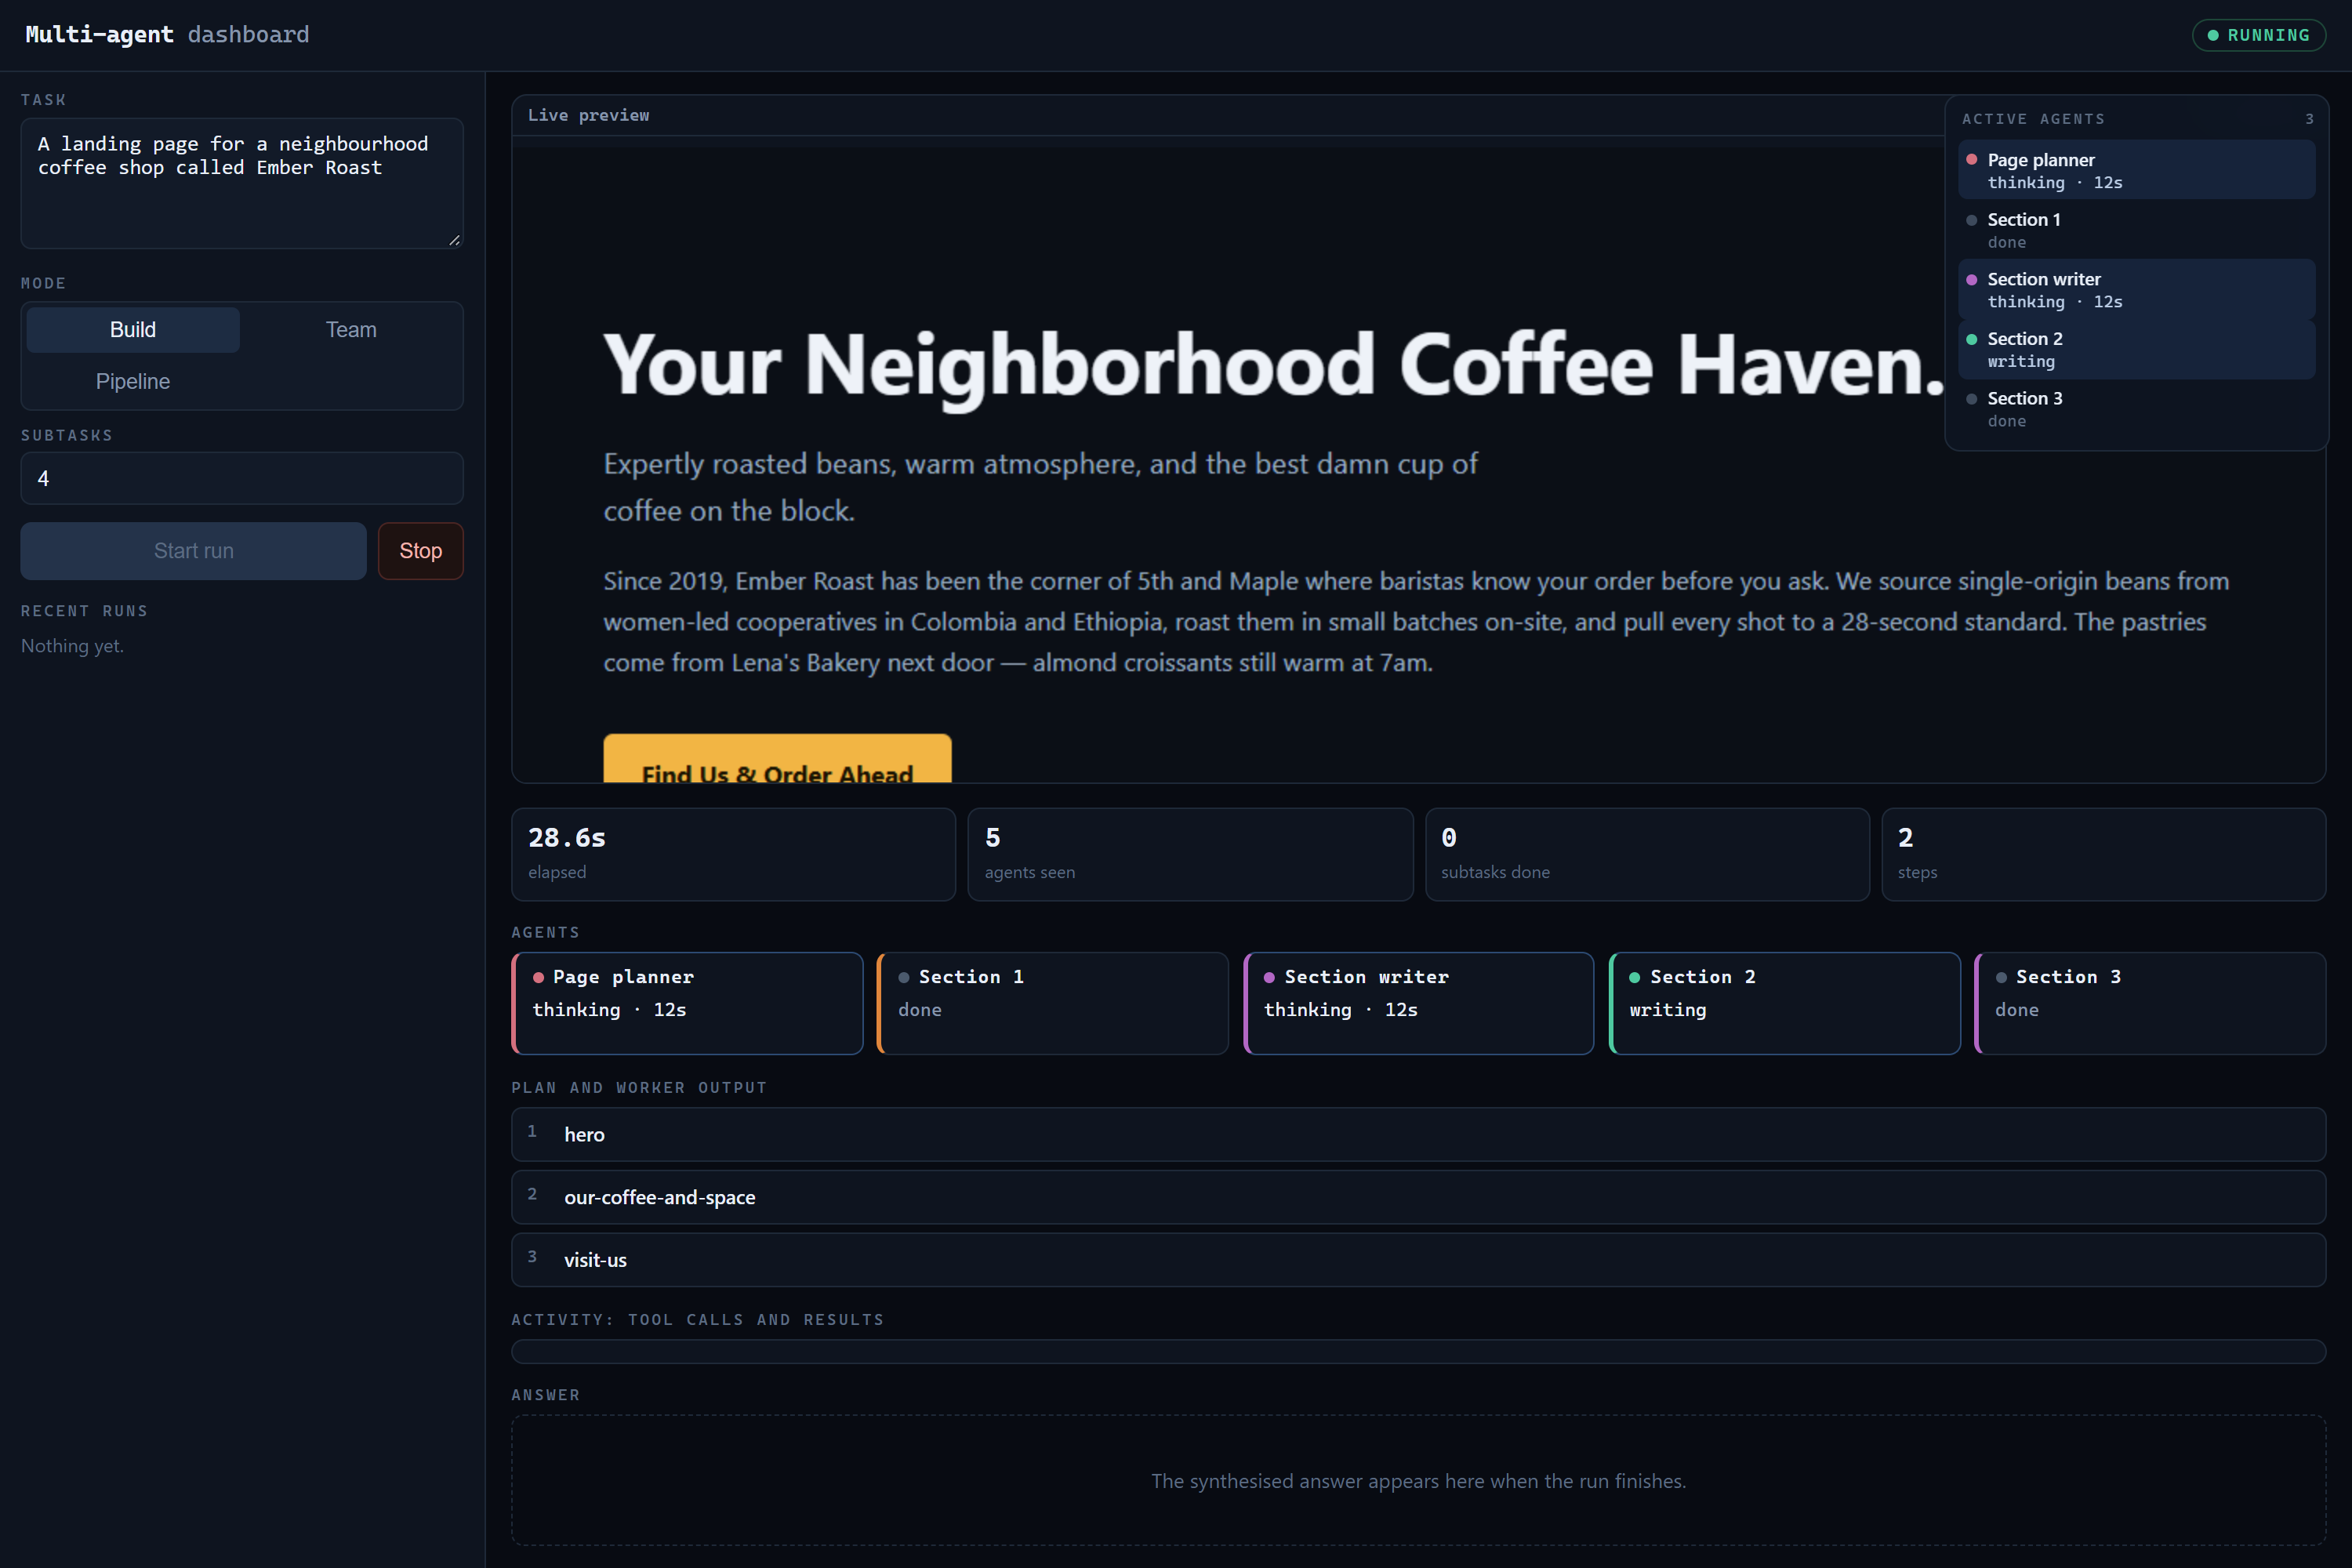 Multi-agent dashboard
RUNNING
TASK
A landing page for a neighbourhood
coffee shop called Ember Roast
MODE
Build
Team
Pipeline
SUBTASKS
4
Start run
Stop
RECENT RUNS
Nothing yet.
Live preview
Your Neighborhood Coffee Haven.
Expertly roasted beans, warm atmosphere, and the best damn cup of
coffee on the block.
Since 2019, Ember Roast has been the corner of 5th and Maple where baristas know your order before you ask. We source single-origin beans from
women-led cooperatives in Colombia and Ethiopia, roast them in small batches on-site, and pull every shot to a 28-second standard. The pastries
come from Lena's Bakery next door — almond croissants still warm at 7am.
Find Us & Order Ahead
ACTIVE AGENTS 3
Page planner
thinking · 12s
Section 1
done
Section writer
thinking · 12s
Section 2
writing
Section 3
done
28.6s
elapsed
5
agents seen
0
subtasks done
2
steps
AGENTS
Page planner
thinking · 12s
Section 1
done
Section writer
thinking · 12s
Section 2
writing
Section 3
done
PLAN AND WORKER OUTPUT
1 hero
2 our-coffee-and-space
3 visit-us
ACTIVITY: TOOL CALLS AND RESULTS
ANSWER
The synthesised answer appears here when the run finishes.